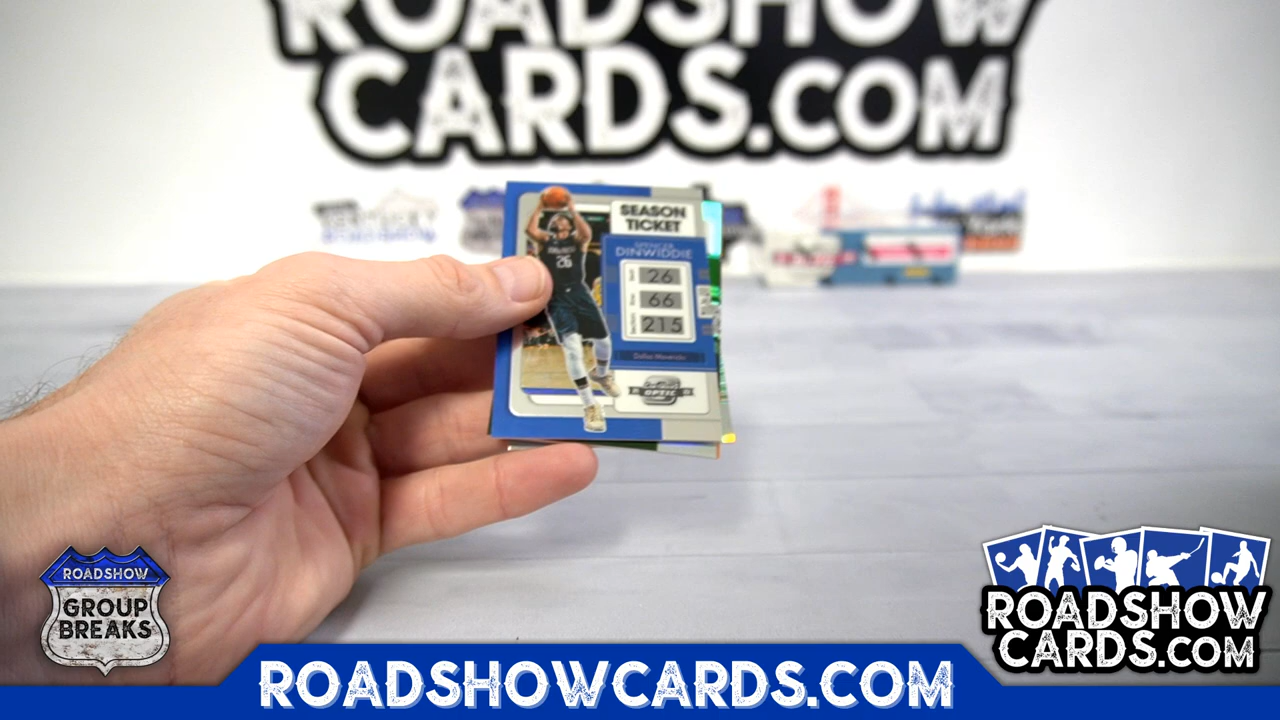 ROADSHOW
CARDS.COM
SEASON
TICKET
SPENCER
DINWIDDIE
26
66
215
Dallas Mavericks
OPTIC
26
ROADSHOW
GROUP
BREAKS
ROADSHOWCARDS.COM
ROADSHOW
CARDS.COM